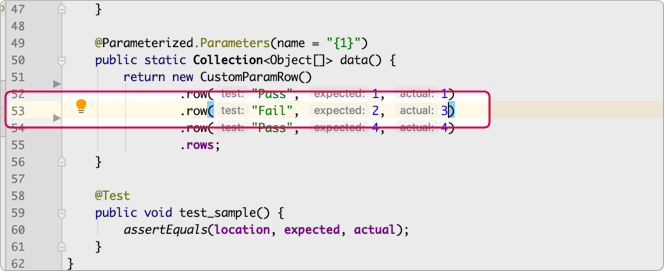 47 }
48
49 @Parameterized.Parameters(name = "{1}")
50 public static Collection<Object[]> data() {
51 return new CustomParamRow()
52 .row( test: "Pass", expected: 1, actual: 1)
53 .row( test: "Fail", expected: 2, actual: 3)
54 .row( test: "Pass", expected: 4, actual: 4)
55 .rows;
56 }
57
58 @Test
59 public void test_sample() {
60 assertEquals(location, expected, actual);
61 }
62 }